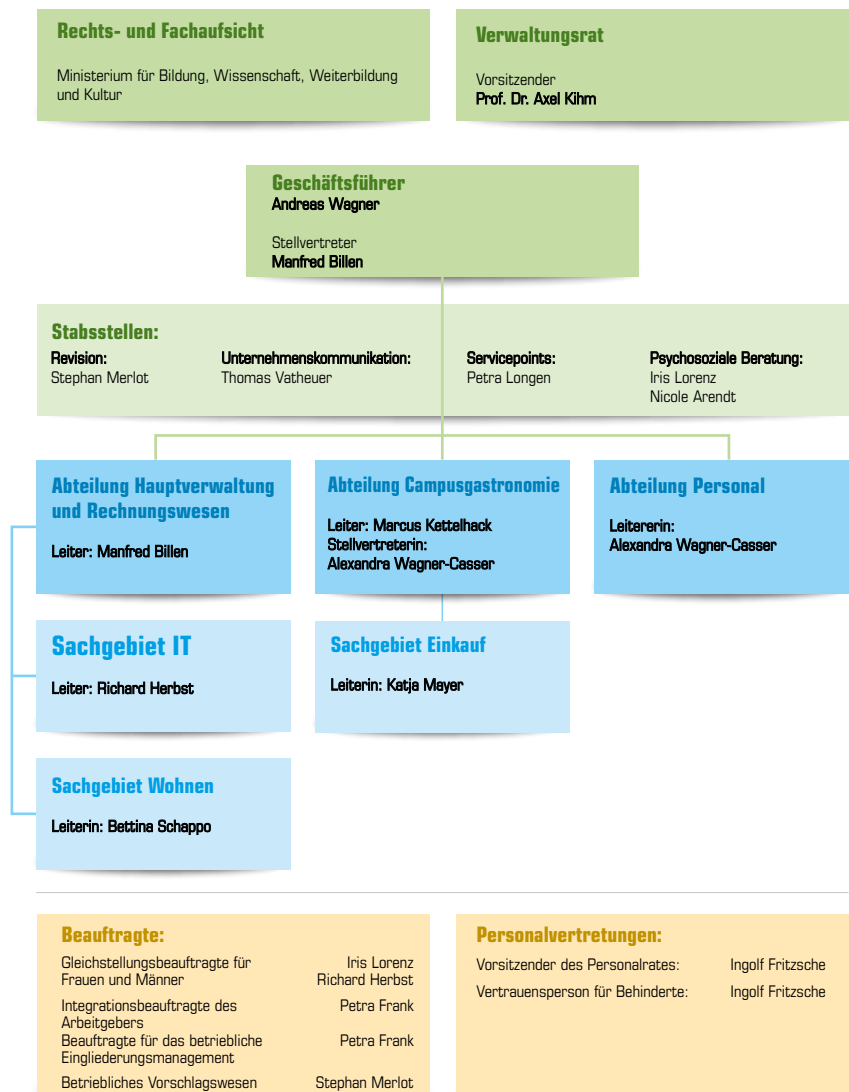 Rechts- und Fachaufsicht
Ministerium für Bildung, Wissenschaft, Weiterbildung
und Kultur
Verwaltungsrat
Vorsitzender
Prof. Dr. Axel Kihm
Geschäftsführer
Andreas Wagner
Stellvertreter
Manfred Billen
Stabsstellen:
Revision:
Stephan Merlot
Unternehmenskommunikation:
Thomas Vatheuer
Servicepoints:
Petra Longen
Psychosoziale Beratung:
Iris Lorenz
Nicole Arendt
Abteilung Hauptverwaltung
und Rechnungswesen
Leiter: Manfred Billen
Abteilung Campusgastronomie
Leiter: Marcus Kettelhack
Stellvertreterin:
Alexandra Wagner-Casser
Abteilung Personal
Leitererin:
Alexandra Wagner-Casser
Sachgebiet IT
Leiter: Richard Herbst
Sachgebiet Einkauf
Leiterin: Katja Mayer
Sachgebiet Wohnen
Leiterin: Bettina Schappo
Beauftragte:
Gleichstellungsbeauftragte für Iris Lorenz
Frauen und Männer Richard Herbst
Integrationsbeauftragte des Petra Frank
Arbeitgebers
Beauftragte für das betriebliche Petra Frank
Eingliederungsmanagement
Betriebliches Vorschlagswesen Stephan Merlot
Personalvertretungen:
Vorsitzender des Personalrates: Ingolf Fritzsche
Vertrauensperson für Behinderte: Ingolf Fritzsche